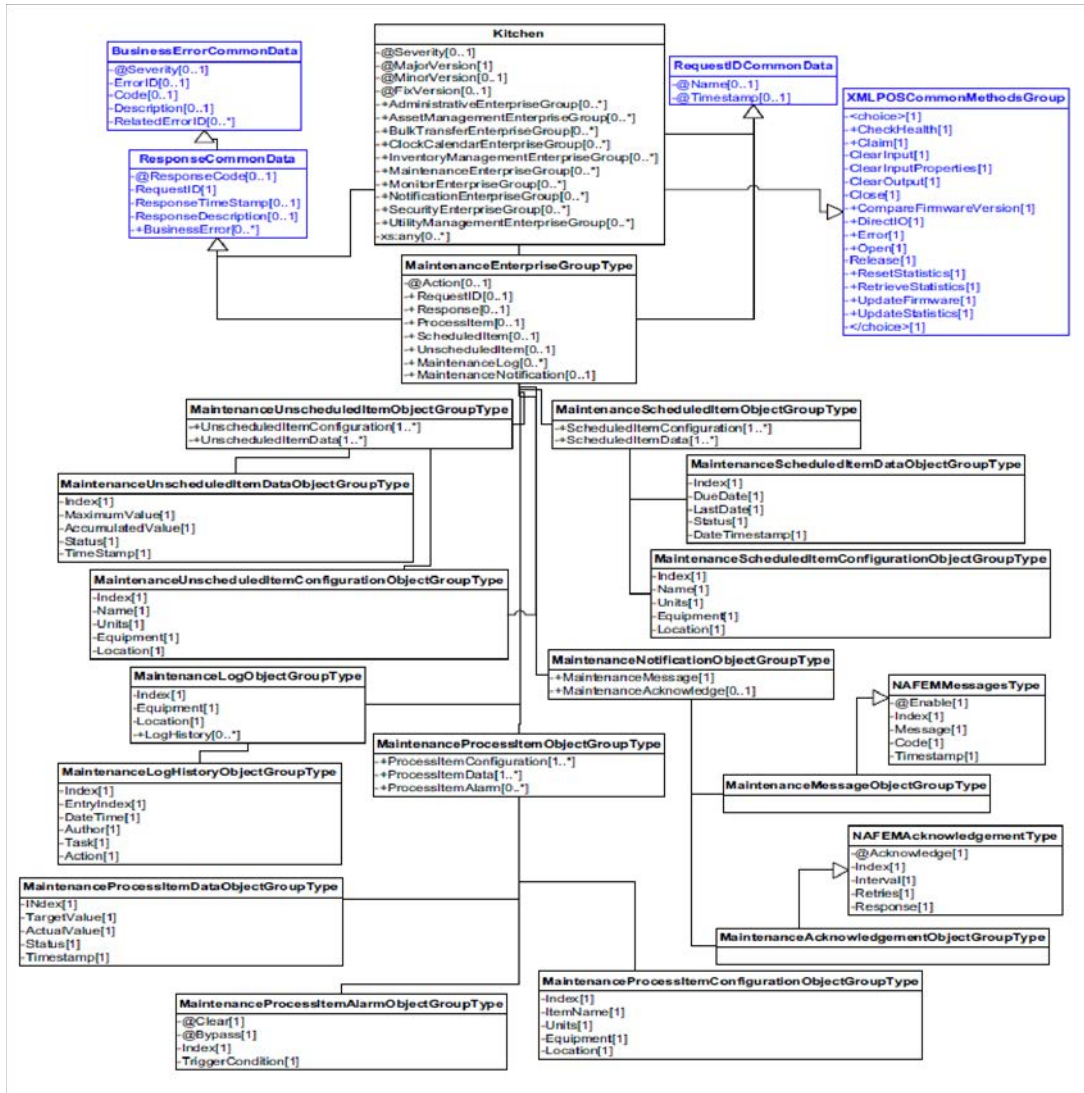 Kitchen
-@Severity[0..1]
-@MajorVersion[1]
-@MinorVersion[0..1]
-@FixVersion[0..1]
-+AdministrativeEnterpriseGroup[0..*]
-+AssetManagementEnterpriseGroup[0..*]
-+BulkTransferEnterpriseGroup[0..*]
-+ClockCalendarEnterpriseGroup[0..*]
-+InventoryManagementEnterpriseGroup[0..*]
-+MaintenanceEnterpriseGroup[0..*]
-+MonitorEnterpriseGroup[0..*]
-+NotificationEnterpriseGroup[0..*]
-+SecurityEnterpriseGroup[0..*]
-+UtilityManagementEnterpriseGroup[0..*]
-xs:any[0..*]
BusinessErrorCommonData
-@Severity[0..1]
-ErrorID[0..1]
-Code[0..1]
-Description[0..1]
-RelatedErrorID[0..*]
RequestIDCommonData
-@Name[0..1]
-@Timestamp[0..1]
XMLPOSCommonMethodsGroup
-<choice>[1]
-+CheckHealth[1]
-+Claim[1]
-ClearInput[1]
-ClearInputProperties[1]
-ClearOutput[1]
-Close[1]
-+CompareFirmwareVersion[1]
-+DirectIO[1]
-+Error[1]
-+Open[1]
-Release[1]
-+ResetStatistics[1]
-+RetrieveStatistics[1]
-+UpdateFirmware[1]
-+UpdateStatistics[1]
-</choice>[1]
ResponseCommonData
-@ResponseCode[0..1]
-RequestID[1]
-ResponseTimeStamp[0..1]
-ResponseDescription[0..1]
-+BusinessError[0..*]
MaintenanceEnterpriseGroupType
-@Action[0..1]
-+RequestID[0..1]
-+Response[0..1]
-+ProcessItem[0..1]
-+ScheduledItem[0..1]
-+UnscheduledItem[0..1]
-+MaintenanceLog[0..*]
-+MaintenanceNotification[0..1]
MaintenanceUnscheduledItemObjectGroupType
-+UnscheduledItemConfiguration[1..*]
-+UnscheduledItemData[1..*]
MaintenanceScheduledItemObjectGroupType
-+ScheduledItemConfiguration[1..*]
-+ScheduledItemData[1..*]
MaintenanceScheduledItemDataObjectGroupType
-Index[1]
-DueDate[1]
-LastDate[1]
-Status[1]
-DateTimestamp[1]
MaintenanceUnscheduledItemDataObjectGroupType
-Index[1]
-MaximumValue[1]
-AccumulatedValue[1]
-Status[1]
-TimeStamp[1]
MaintenanceScheduledItemConfigurationObjectGroupType
-Index[1]
-Name[1]
-Units[1]
-Equipment[1]
-Location[1]
MaintenanceUnscheduledItemConfigurationObjectGroupType
-Index[1]
-Name[1]
-Units[1]
-Equipment[1]
-Location[1]
MaintenanceNotificationObjectGroupType
-+MaintenanceMessage[1]
-+MaintenanceAcknowledge[0..1]
MaintenanceLogObjectGroupType
-Index[1]
-Equipment[1]
-Location[1]
-+LogHistory[0..*]
NAFEMMessagesType
-@Enable[1]
-Index[1]
-Message[1]
-Code[1]
-Timestamp[1]
MaintenanceProcessItemObjectGroupType
-+ProcessItemConfiguration[1..*]
-+ProcessItemData[1..*]
-+ProcessItemAlarm[0..*]
MaintenanceLogHistoryObjectGroupType
-Index[1]
-EntryIndex[1]
-DateTime[1]
-Author[1]
-Task[1]
-Action[1]
MaintenanceMessageObjectGroupType
NAFEMAcknowledgementType
-@Acknowledge[1]
-Index[1]
-Interval[1]
-Retries[1]
-Response[1]
MaintenanceProcessItemDataObjectGroupType
-INdex[1]
-TargetValue[1]
-ActualValue[1]
-Status[1]
-Timestamp[1]
MaintenanceAcknowledgementObjectGroupType
MaintenanceProcessItemConfigurationObjectGroupType
-Index[1]
-ItemName[1]
-Units[1]
-Equipment[1]
-Location[1]
MaintenanceProcessItemAlarmObjectGroupType
-@Clear[1]
-@Bypass[1]
-Index[1]
-TriggerCondition[1]